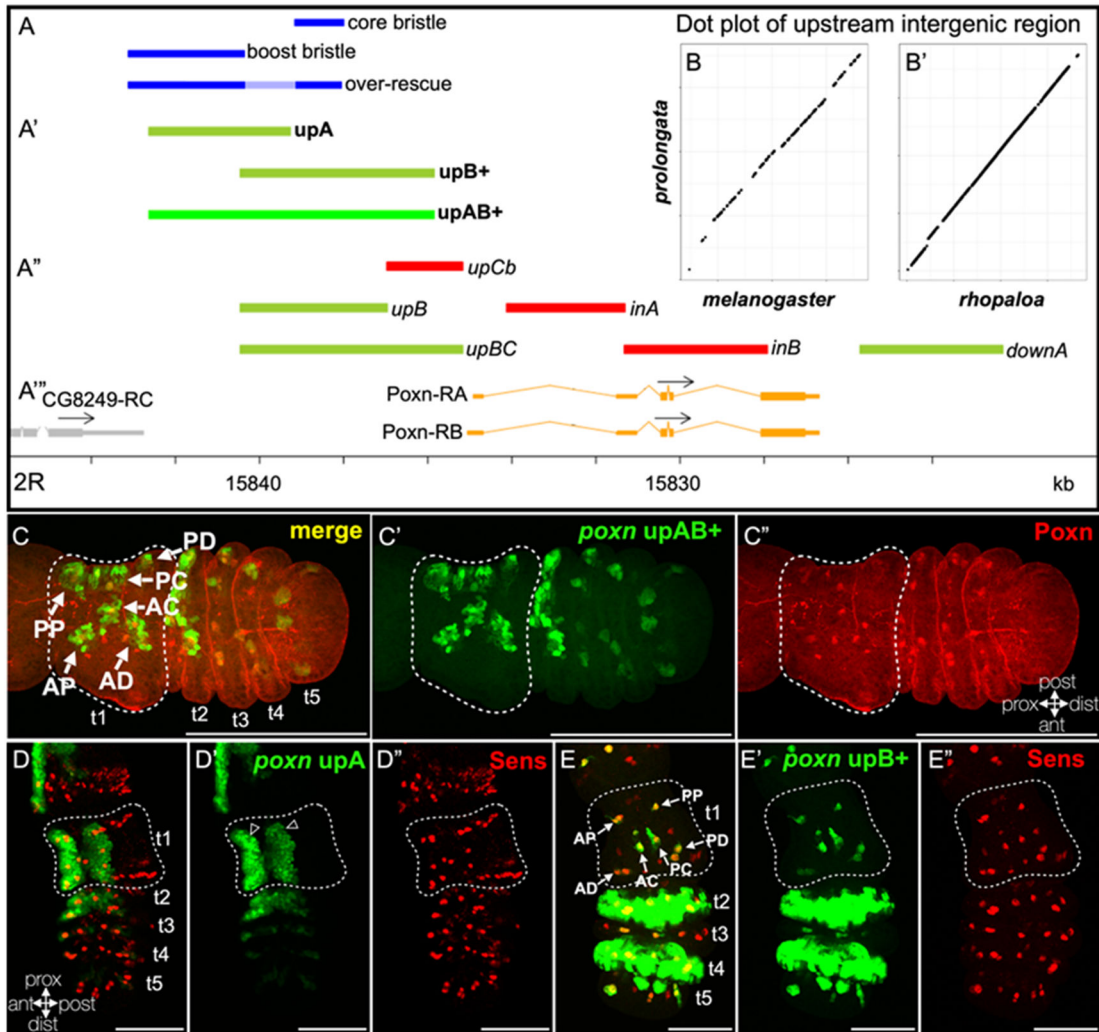 A
core bristle
boost bristle
over-rescue
A'
upA
upB+
upAB+
A"
upCb
upB
inA
upBC
inB
downA
A'"
CG8249-RC
Poxn-RA
Poxn-RB
2R
15840
15830
kb
Dot plot of upstream intergenic region
B
B'
prolongata
melanogaster
rhopaloa
C
merge
PD
PC
AC
PP
AP
AD
t1
t2
t3
t4
t5
C'
poxn upAB+
C"
Poxn
post
prox
dist
ant
D
t1
t2
t3
t4
t5
prox
ant
post
dist
D'
poxn upA
D"
Sens
E
PP
t1
AP
PD
PC
AC
AD
t2
t3
t4
t5
E'
poxn upB+
E"
Sens